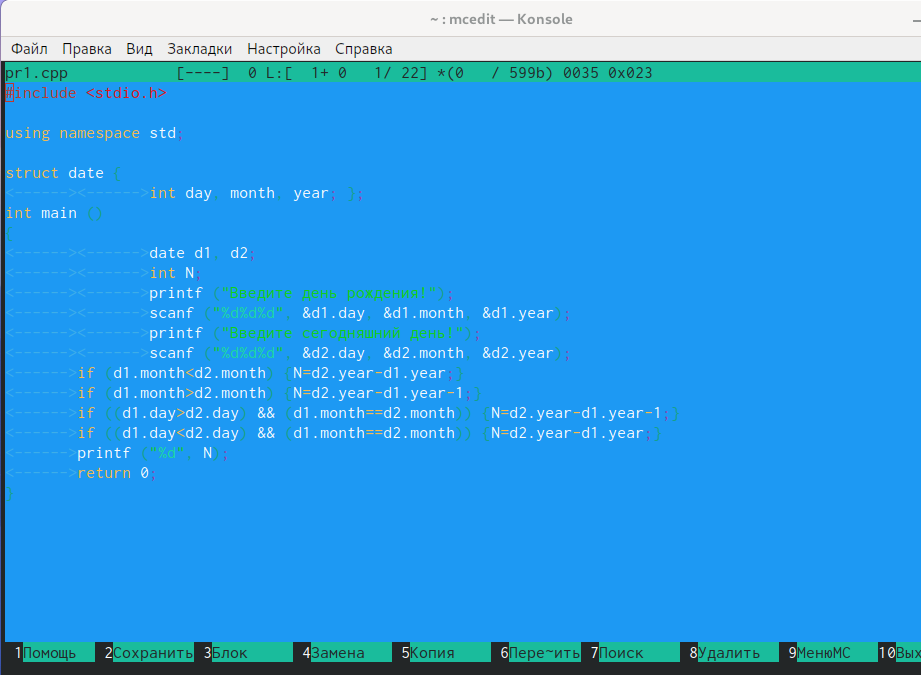 ~ : mcedit — Konsole
Файл Правка Вид Закладки Настройка Справка
pr1.cpp [----] 0 L:[ 1+ 0 1/ 22] *(0 / 599b) 0035 0x023
#include <stdio.h>
using namespace std;
struct date {
<------><------>int day, month, year; };
int main ()
{
<------><------>date d1, d2;
<------><------>int N;
<------><------>printf ("Введите день рождения!");
<------><------>scanf ("%d%d%d", &d1.day, &d1.month, &d1.year);
<------><------>printf ("Введите сегодняшний день!");
<------><------>scanf ("%d%d%d", &d2.day, &d2.month, &d2.year);
<------>if (d1.month<d2.month) {N=d2.year-d1.year;}
<------>if (d1.month>d2.month) {N=d2.year-d1.year-1;}
<------>if ((d1.day>d2.day) && (d1.month==d2.month)) {N=d2.year-d1.year-1;}
<------>if ((d1.day<d2.day) && (d1.month==d2.month)) {N=d2.year-d1.year;}
<------>printf ("%d", N);
<------>return 0;
}
1Помощь 2Сохранить 3Блок 4Замена 5Копия 6Пере~ить 7Поиск 8Удалить 9МенюMC 10Вых